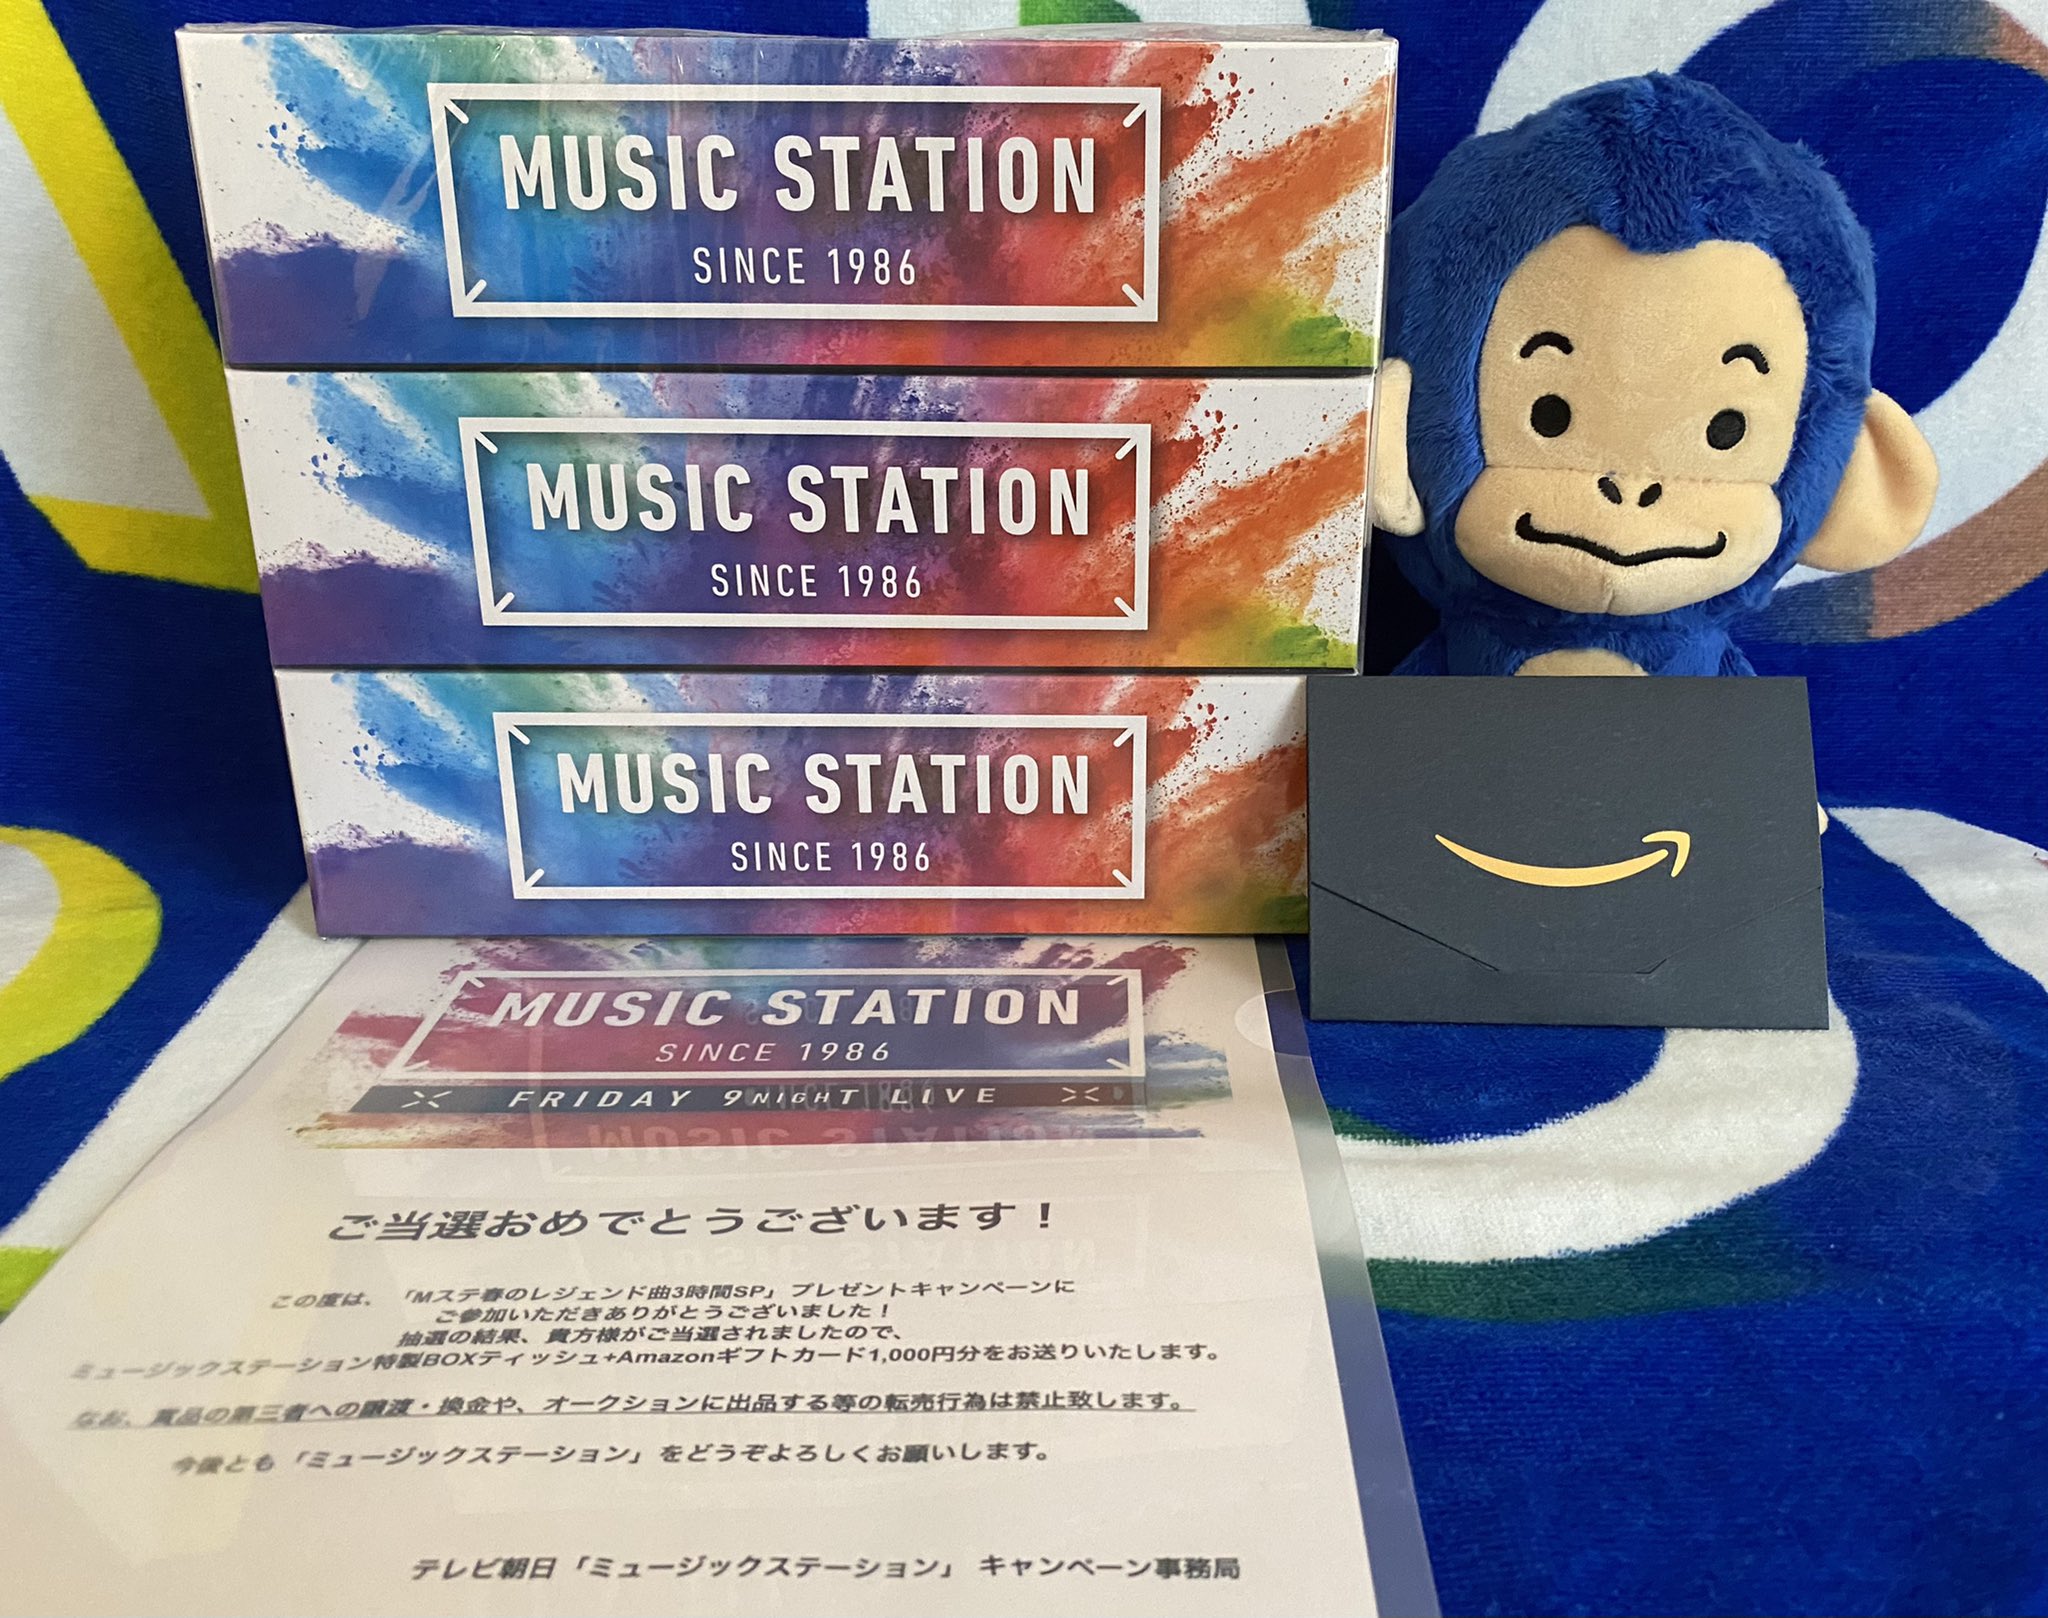 MUSIC STATION
SINCE 1986
MUSIC STATION
SINCE 1986
MUSIC STATION
SINCE 1986
MUSIC STATION
SINCE 1986
FRIDAY 9NIGHT LIVE
ご当選おめでとうございます！
この度は、「Mステ春のレジェンド曲3時間SP」プレゼントキャンペーンに
ご参加いただきありがとうございました！
抽選の結果、貴方様がご当選されましたので、
ミュージックステーション特製BOXティッシュ+Amazonギフトカード1,000円分をお送りいたします。
なお、賞品の第三者への譲渡・換金や、オークションに出品する等の転売行為は禁止致します。
今後とも「ミュージックステーション」をどうぞよろしくお願いします。
テレビ朝日「ミュージックステーション」 キャンペーン事務局